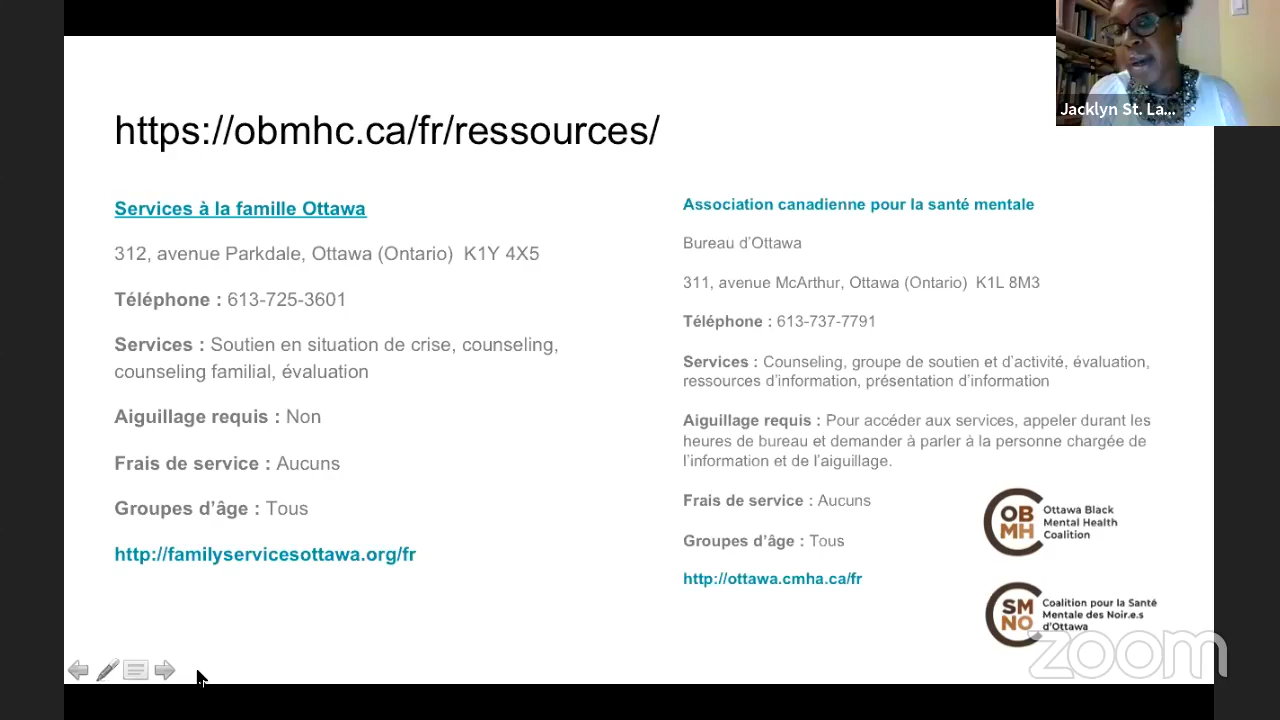 https://obmhc.ca/fr/ressources/
Services à la famille Ottawa
312, avenue Parkdale, Ottawa (Ontario) K1Y 4X5
Téléphone : 613-725-3601
Services : Soutien en situation de crise, counseling,
counseling familial, évaluation
Aiguillage requis : Non
Frais de service : Aucuns
Groupes d’âge : Tous
http://familyservicesottawa.org/fr
Association canadienne pour la santé mentale
Bureau d’Ottawa
311, avenue McArthur, Ottawa (Ontario) K1L 8M3
Téléphone : 613-737-7791
Services : Counseling, groupe de soutien et d’activité, évaluation,
ressources d’information, présentation d’information
Aiguillage requis : Pour accéder aux services, appeler durant les
heures de bureau et demander à parler à la personne chargée de
l’information et de l’aiguillage.
Frais de service : Aucuns
Groupes d’âge : Tous
http://ottawa.cmha.ca/fr
OB
MH
Ottawa Black
Mental Health
Coalition
SM
NO
Coalition pour la Santé
Mentale des Noir.e.s
d’Ottawa
zoom
Jacklyn St. La...